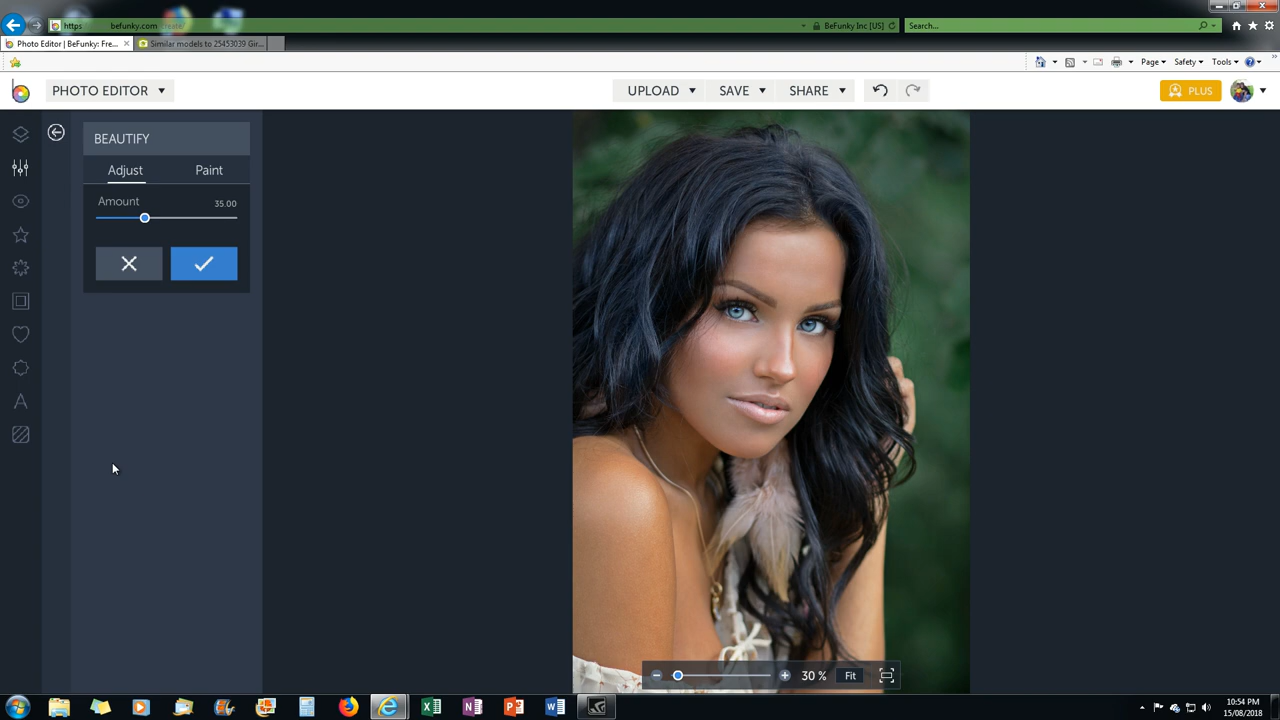 https befunky.com create/
BeFunky Inc [US]
Search...
Photo Editor | BeFunky: Fre...
Similar models to 25453039 Gir...
Page
Safety
Tools
PHOTO EDITOR
UPLOAD
SAVE
SHARE
PLUS
BEAUTIFY
Adjust
Paint
Amount
35.00
30 %
Fit
10:54 PM
15/08/2018